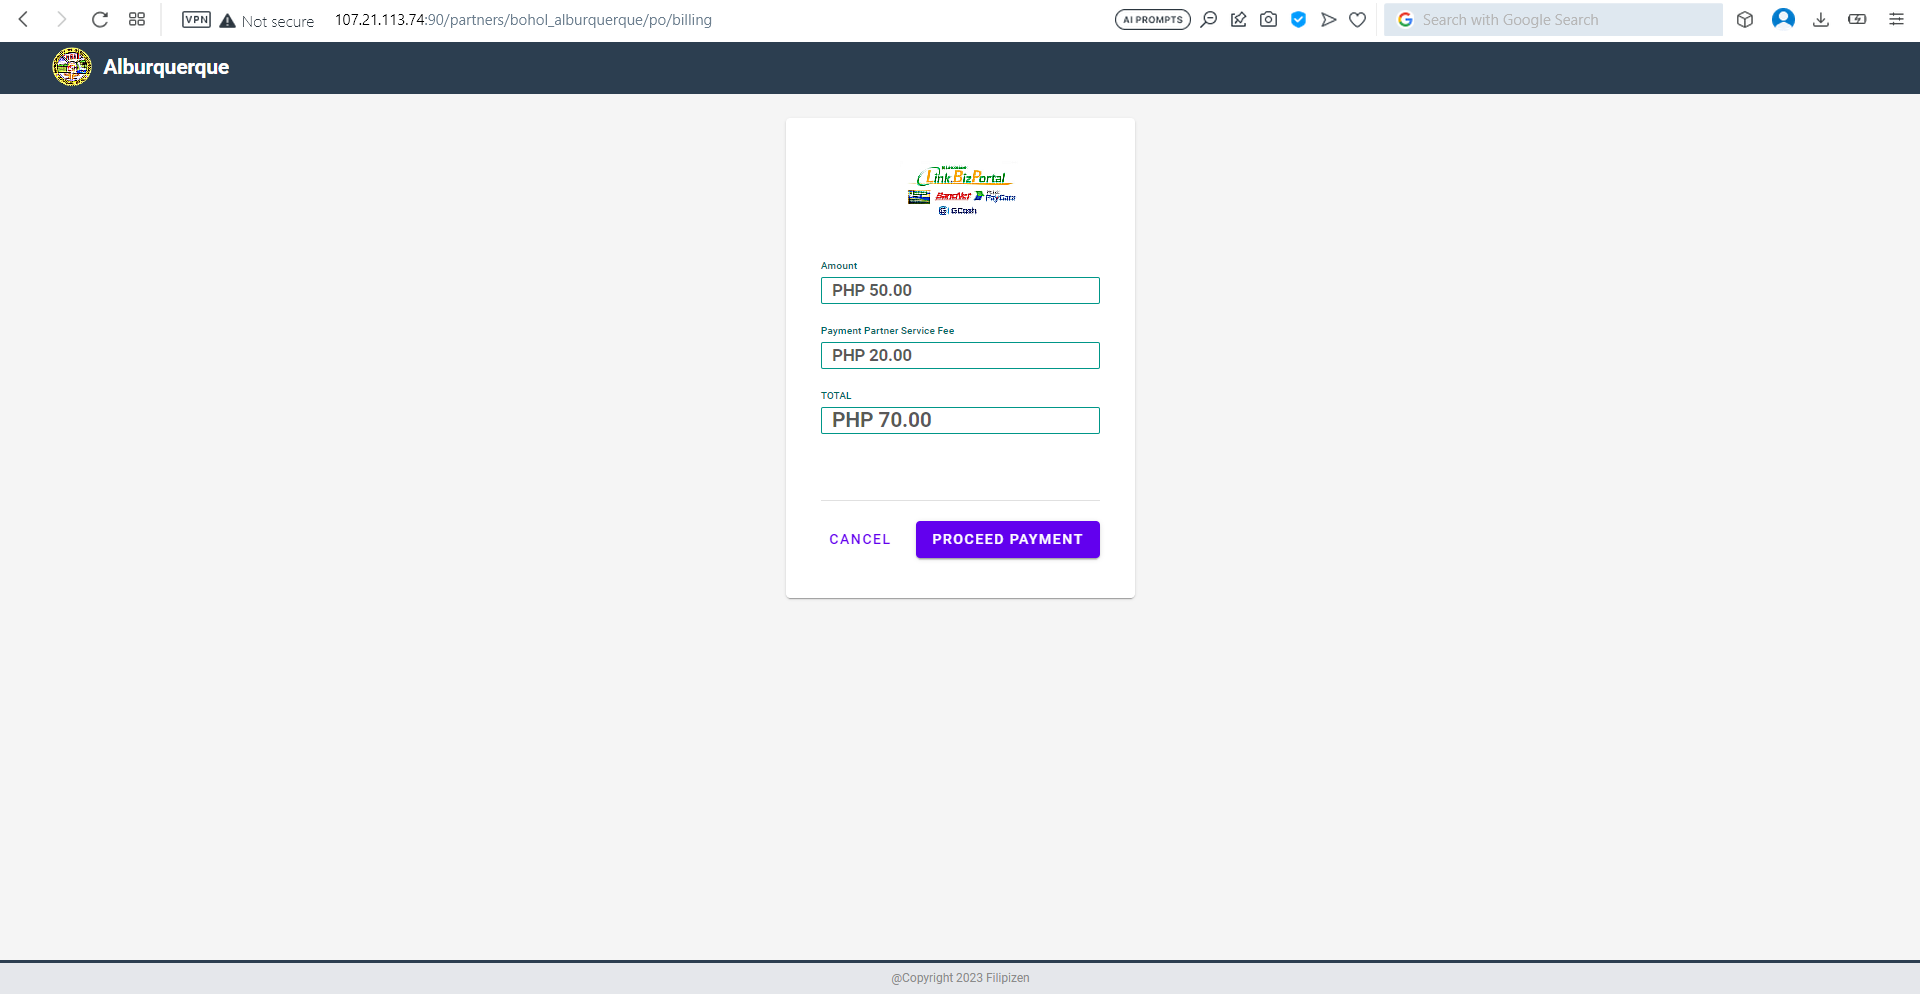 VPN Not secure 107.21.113.74:90/partners/bohol_alburquerque/po/billing AI PROMPTS Search with Google Search
Alburquerque
Link.BizPortal
BancNet PayGate
GCash
Amount
PHP 50.00
Payment Partner Service Fee
PHP 20.00
TOTAL
PHP 70.00
CANCEL PROCEED PAYMENT
@Copyright 2023 Filipizen